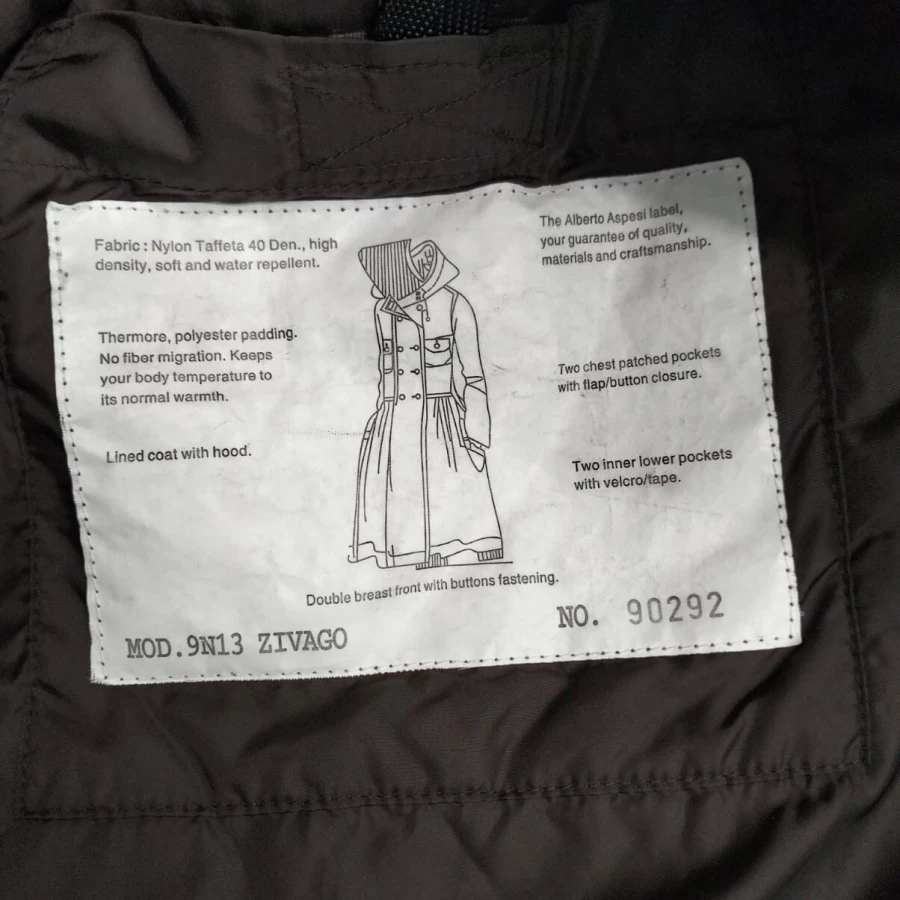 Fabric : Nylon Taffeta 40 Den., high
density, soft and water repellent.
The Alberto Aspesi label,
your guarantee of quality,
materials and craftsmanship.
Thermore, polyester padding.
No fiber migration. Keeps
your body temperature to
its normal warmth.
Two chest patched pockets
with flap/button closure.
Lined coat with hood.
Two inner lower pockets
with velcro/tape.
Double breast front with buttons fastening.
MOD.9N13 ZIVAGO
NO. 90292